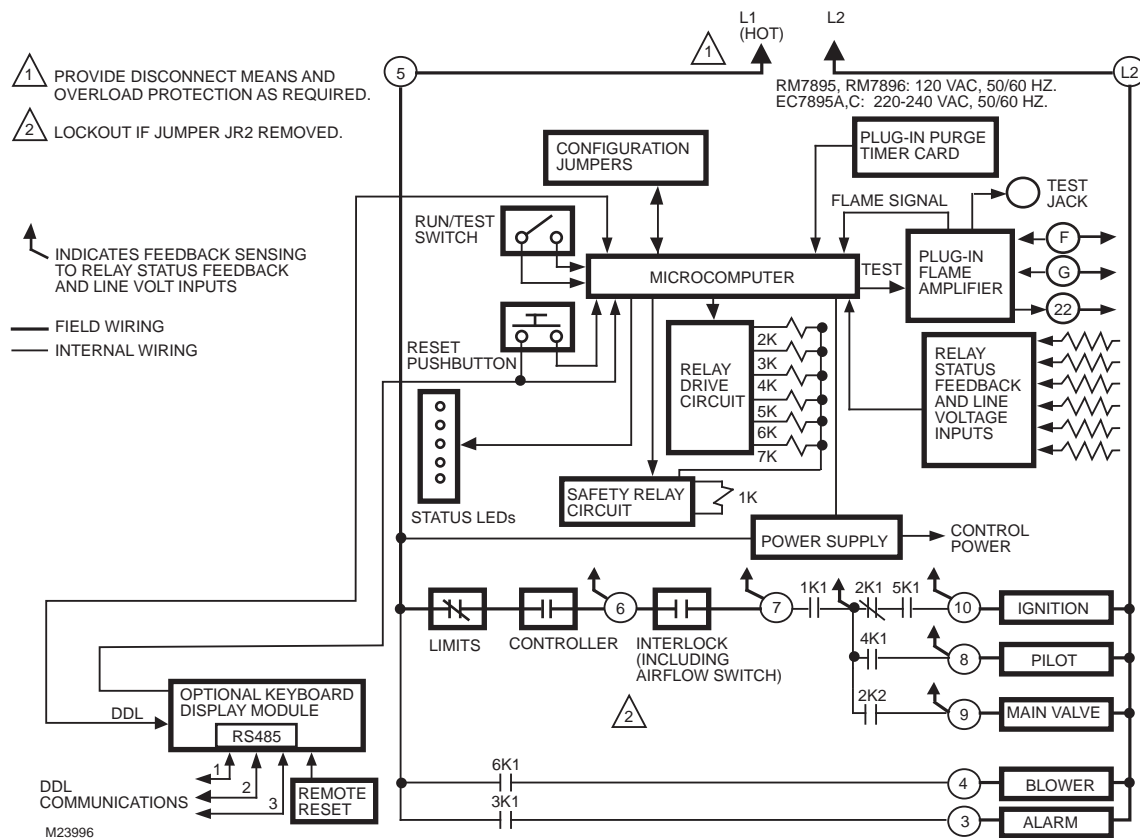 L1
(HOT)
L2
1
5
L2
1 PROVIDE DISCONNECT MEANS AND
OVERLOAD PROTECTION AS REQUIRED.
2 LOCKOUT IF JUMPER JR2 REMOVED.
RM7895, RM7896: 120 VAC, 50/60 HZ.
EC7895A,C: 220-240 VAC, 50/60 HZ.
CONFIGURATION
JUMPERS
PLUG-IN PURGE
TIMER CARD
TEST
JACK
FLAME SIGNAL
RUN/TEST
SWITCH
INDICATES FEEDBACK SENSING
TO RELAY STATUS FEEDBACK
AND LINE VOLT INPUTS
MICROCOMPUTER
TEST
PLUG-IN
FLAME
AMPLIFIER
F
G
22
FIELD WIRING
INTERNAL WIRING
RESET
PUSHBUTTON
RELAY
DRIVE
CIRCUIT
2K
3K
4K
5K
6K
7K
RELAY
STATUS
FEEDBACK
AND LINE
VOLTAGE
INPUTS
STATUS LEDs
SAFETY RELAY
CIRCUIT
1K
POWER SUPPLY
CONTROL
POWER
LIMITS
CONTROLLER
6
INTERLOCK
(INCLUDING
AIRFLOW SWITCH)
2
7
1K1
2K1
5K1
10
IGNITION
4K1
8
PILOT
2K2
9
MAIN VALVE
OPTIONAL KEYBOARD
DISPLAY MODULE
DDL
RS485
1
2
3
DDL
COMMUNICATIONS
REMOTE
RESET
6K1
4
BLOWER
3K1
3
ALARM
M23996